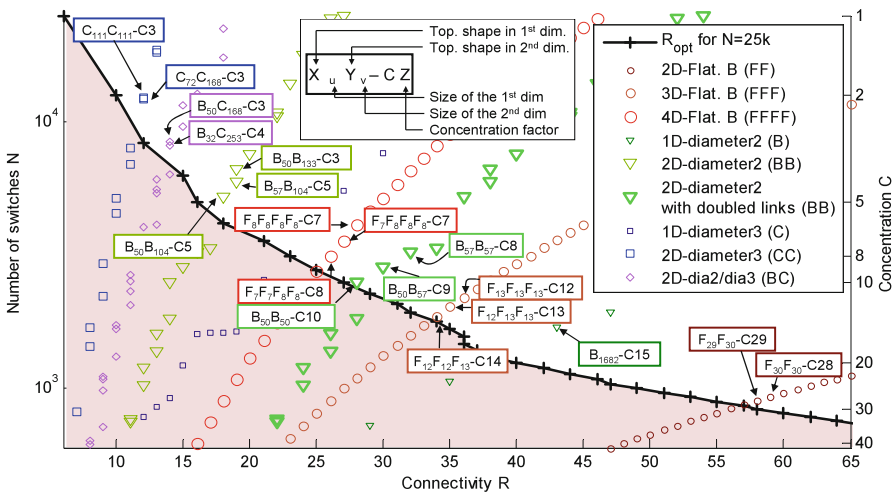 C₁₁₁C₁₁₁-C3
C₇₂C₁₆₈-C3
B₅₀C₁₆₈-C3
B₃₂C₂₅₃-C4
B₅₀B₁₃₃-C3
B₅₇B₁₀₄-C5
B₅₀B₁₀₄-C5
F₈F₈F₈F₈-C7
F₇F₈F₈F₈-C7
F₇F₇F₈F₈-C8
B₅₀B₅₀-C10
B₅₇B₅₇-C8
B₅₀B₅₇-C9
F₁₃F₁₃F₁₃-C12
F₁₂F₁₃F₁₃-C13
F₁₂F₁₂F₁₃-C14
B₁₆₈₂-C15
F₂₉F₃₀-C29
F₃₀F₃₀-C28
Top. shape in 1ˢᵗ dim.
Top. shape in 2ⁿᵈ dim.
X ᵤ Y ᵥ – C Z
Size of the 1ˢᵗ dim
Size of the 2ⁿᵈ dim
Concentration factor
R_opt for N=25k
2D-Flat. B (FF)
3D-Flat. B (FFF)
4D-Flat. B (FFFF)
1D-diameter2 (B)
2D-diameter2 (BB)
2D-diameter2
with doubled links (BB)
1D-diameter3 (C)
2D-diameter3 (CC)
2D-dia2/dia3 (BC)
Number of switches N
10⁴
10³
10 15 20 25 30 35 40 45 50 55 60 65
Connectivity R
1
2
5
8
10
20
30
40
Concentration C